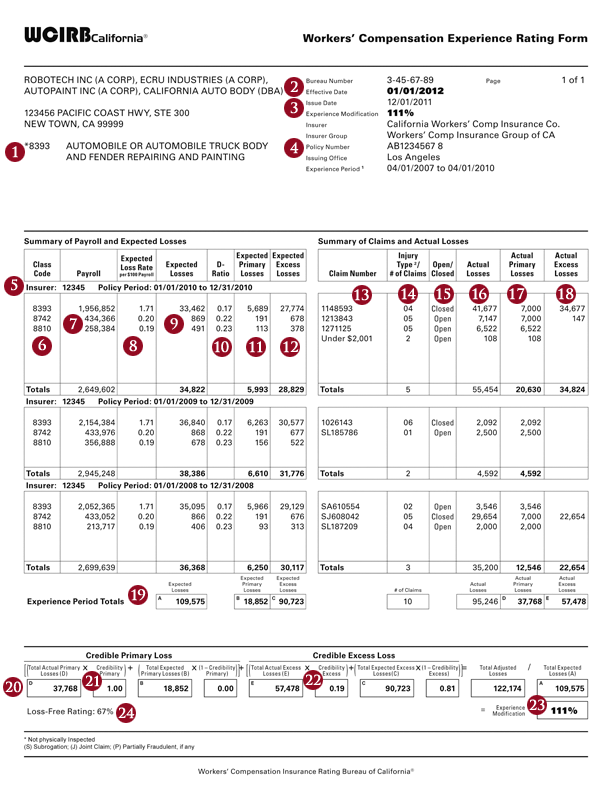 WCIRB California®
Workers' Compensation Experience Rating Form
ROBOTECH INC (A CORP), ECRU INDUSTRIES (A CORP),
AUTOPAINT INC (A CORP), CALIFORNIA AUTO BODY (DBA)
123456 PACIFIC COAST HWY, STE 300
NEW TOWN, CA 99999
1 *8393 AUTOMOBILE OR AUTOMOBILE TRUCK BODY
AND FENDER REPAIRING AND PAINTING
Bureau Number 3-45-67-89 Page 1 of 1
2 Effective Date 01/01/2012
Issue Date 12/01/2011
3 Experience Modification 111%
Insurer California Workers' Comp Insurance Co.
Insurer Group Workers' Comp Insurance Group of CA
4 Policy Number AB1234567 8
Issuing Office Los Angeles
Experience Period 1 04/01/2007 to 04/01/2010
Summary of Payroll and Expected Losses
Class Code Payroll Expected Loss Rate per $100 Payroll Expected Losses D-Ratio Expected Primary Losses Expected Excess Losses
5 Insurer: 12345 Policy Period: 01/01/2010 to 12/31/2010
8393 1,956,852 1.71 33,462 0.17 5,689 27,774
8742 434,366 0.20 869 0.22 191 678
8810 258,384 0.19 491 0.23 113 378
6 7 8 9 10 11 12
Totals 2,649,602 34,822 5,993 28,829
Insurer: 12345 Policy Period: 01/01/2009 to 12/31/2009
8393 2,154,384 1.71 36,840 0.17 6,263 30,577
8742 433,976 0.20 868 0.22 191 677
8810 356,888 0.19 678 0.23 156 522
Totals 2,945,248 38,386 6,610 31,776
Insurer: 12345 Policy Period: 01/01/2008 to 12/31/2008
8393 2,052,365 1.71 35,095 0.17 5,966 29,129
8742 433,052 0.20 866 0.22 191 676
8810 213,717 0.19 406 0.23 93 313
Totals 2,699,639 36,368 6,250 30,117
Expected Losses Expected Primary Losses Expected Excess Losses
Experience Period Totals 19 A 109,575 B 18,852 C 90,723
Summary of Claims and Actual Losses
Claim Number Injury Type 2/ # of Claims Open/ Closed Actual Losses Actual Primary Losses Actual Excess Losses
13 14 15 16 17 18
1148593 04 Closed 41,677 7,000 34,677
1213843 05 Open 7,147 7,000 147
1271125 05 Open 6,522 6,522
Under $2,001 2 Open 108 108
Totals 5 55,454 20,630 34,824
1026143 06 Closed 2,092 2,092
SL185786 01 Open 2,500 2,500
Totals 2 4,592 4,592
SA610554 02 Open 3,546 3,546
SJ608042 05 Closed 29,654 7,000 22,654
SL187209 04 Open 2,000 2,000
Totals 3 35,200 12,546 22,654
# of Claims Actual Losses Actual Primary Losses Actual Excess Losses
10 95,246 D 37,768 E 57,478
Credible Primary Loss Credible Excess Loss
[(Total Actual Primary Losses (D) X Credibility Primary) + (Total Expected Primary Losses (B) X (1 – Credibility) Primary)] + [(Total Actual Excess Losses (E) X Credibility Excess) + (Total Expected Excess Losses(C) X (1 – Credibility) Excess)] = Total Adjusted Losses / Total Expected Losses (A)
20 D 37,768 21 1.00 B 18,852 0.00 E 57,478 22 0.19 C 90,723 0.81 122,174 A 109,575
Loss-Free Rating: 67% 24
= Experience Modification 23 111%
* Not physically Inspected
(S) Subrogation; (J) Joint Claim; (P) Partially Fraudulent, if any
Workers' Compensation Insurance Rating Bureau of California®